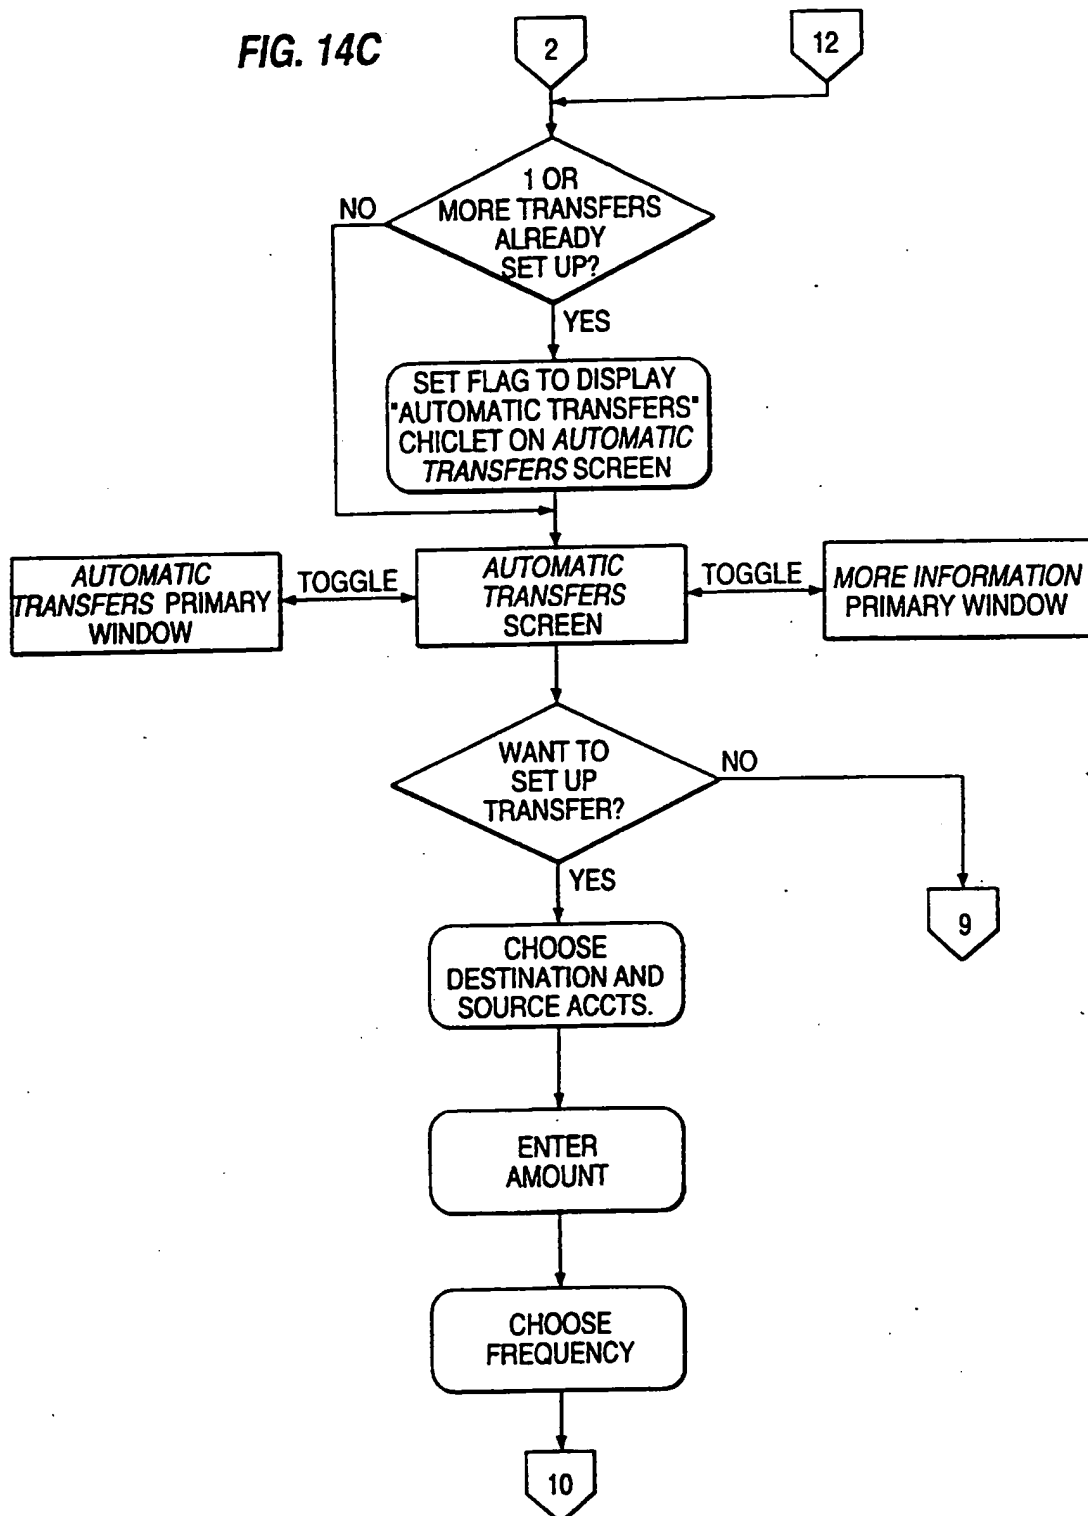 FIG. 14C
2
12
1 OR
MORE TRANSFERS
ALREADY
SET UP?
NO
YES
SET FLAG TO DISPLAY
"AUTOMATIC TRANSFERS"
CHICLET ON AUTOMATIC
TRANSFERS SCREEN
AUTOMATIC
TRANSFERS PRIMARY
WINDOW
TOGGLE
AUTOMATIC
TRANSFERS
SCREEN
TOGGLE
MORE INFORMATION
PRIMARY WINDOW
WANT TO
SET UP
TRANSFER?
NO
YES
9
CHOOSE
DESTINATION AND
SOURCE ACCTS.
ENTER
AMOUNT
CHOOSE
FREQUENCY
10